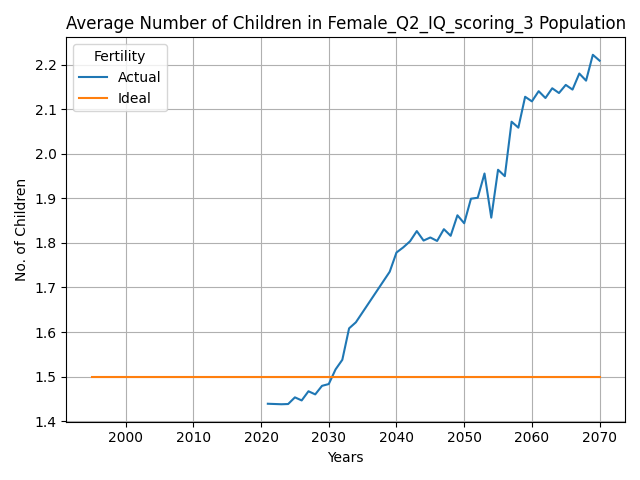 Average Number of Children in Female_Q2_IQ_scoring_3 Population
Fertility
Actual
Ideal
No. of Children
2.2
2.1
2.0
1.9
1.8
1.7
1.6
1.5
1.4
2000 2010 2020 2030 2040 2050 2060 2070
Years